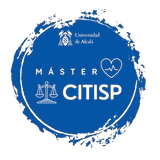 Universidad
de Alcalá
MÁSTER
CITISP